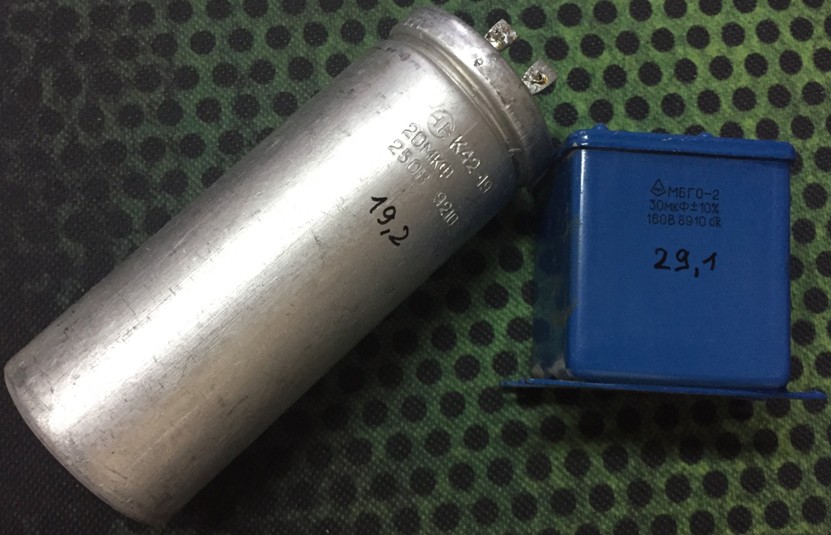 К42-19
20МКФ
250В 9210
19,2
МБГО-2
30мкФ±10%
160В 8910
29,1